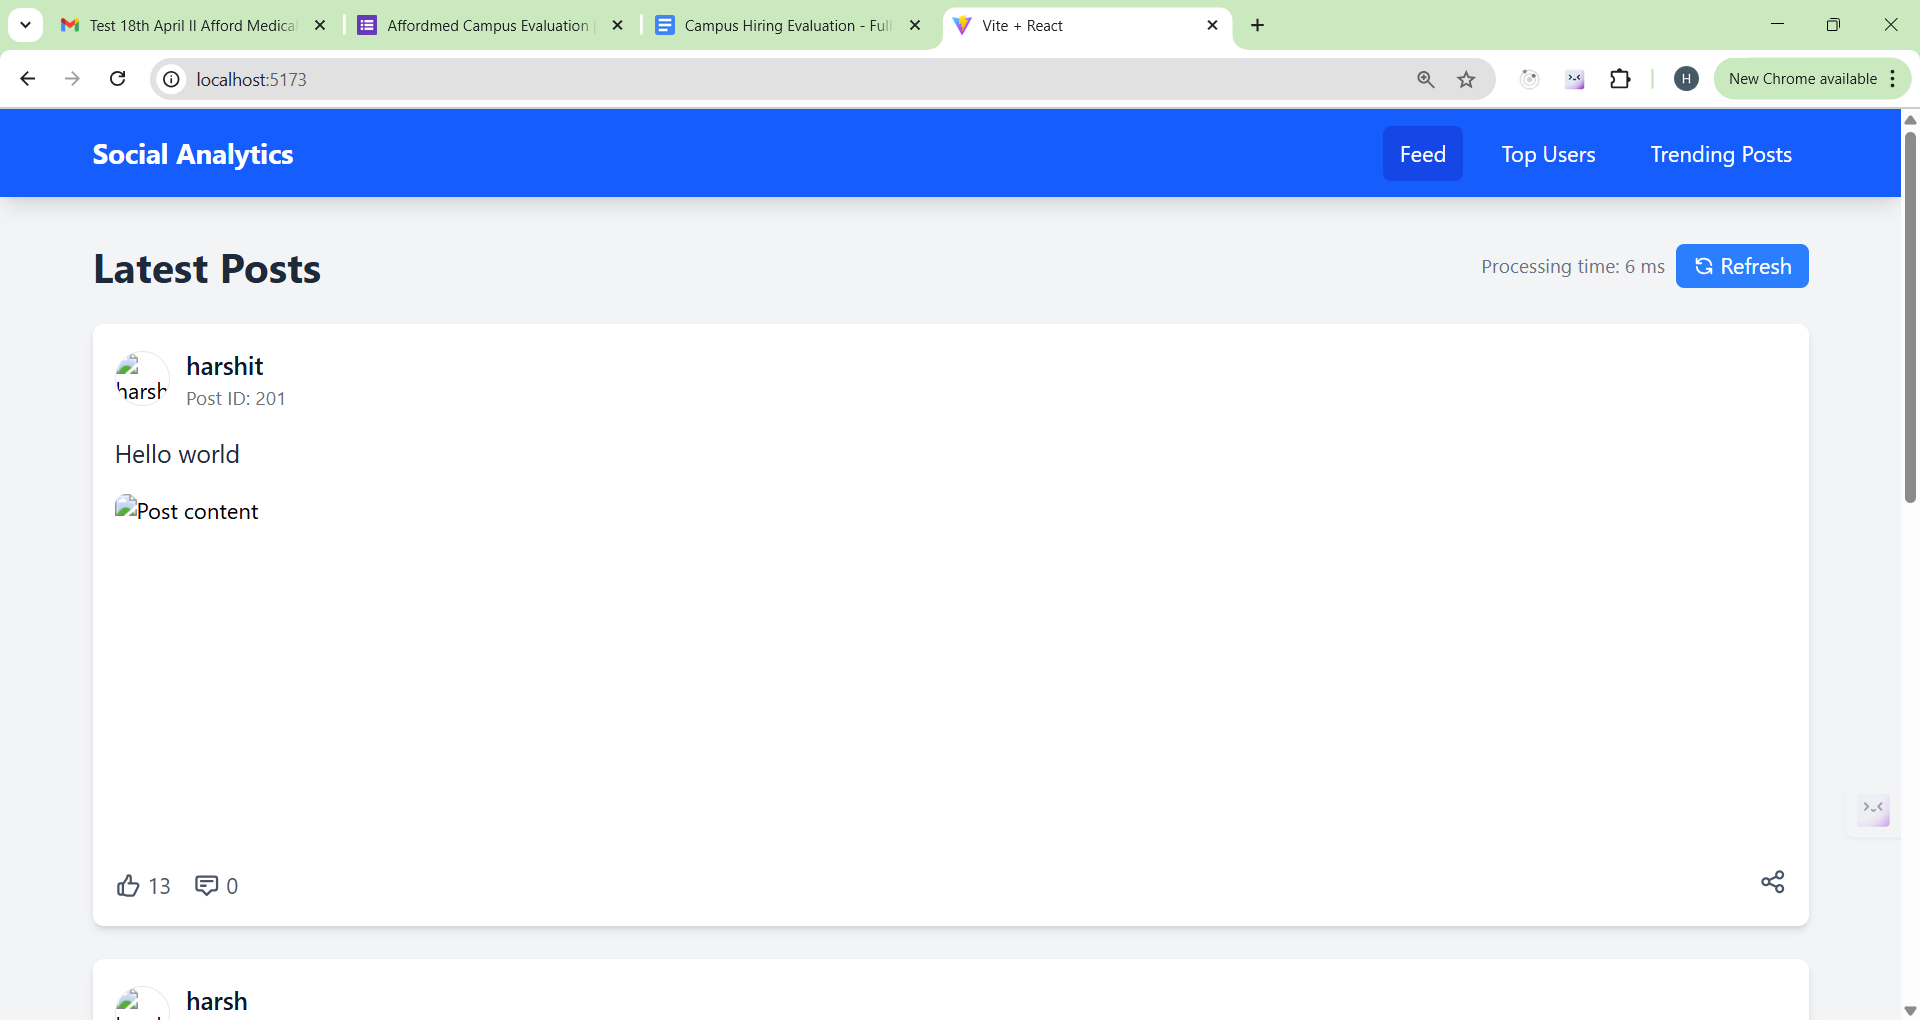 Test 18th April II Afford Medical
Affordmed Campus Evaluation
Campus Hiring Evaluation - Full
Vite + React
localhost:5173
H
New Chrome available
Social Analytics
Feed
Top Users
Trending Posts
Latest Posts
Processing time: 6 ms
Refresh
harsh
harshit
Post ID: 201
Hello world
Post content
13
0
harsh